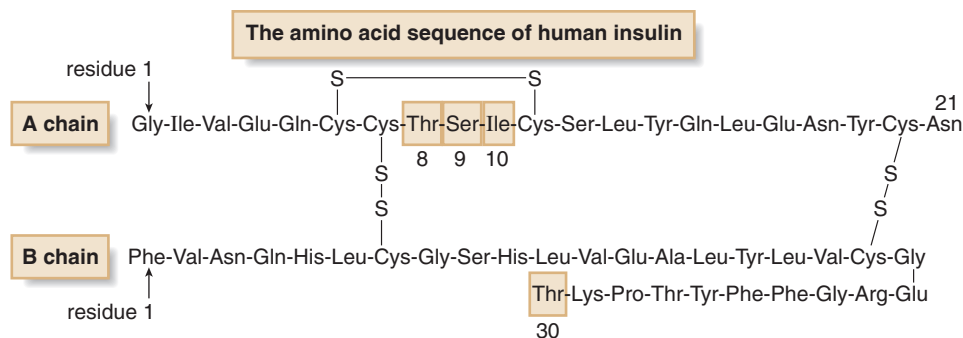 The amino acid sequence of human insulin
residue 1
S S
21
A chain
Gly-Ile-Val-Glu-Gln-Cys-Cys-Thr-Ser-Ile-Cys-Ser-Leu-Tyr-Gln-Leu-Glu-Asn-Tyr-Cys-Asn
8 9 10
S S
S S
B chain
Phe-Val-Asn-Gln-His-Leu-Cys-Gly-Ser-His-Leu-Val-Glu-Ala-Leu-Tyr-Leu-Val-Cys-Gly
Thr-Lys-Pro-Thr-Tyr-Phe-Phe-Gly-Arg-Glu
residue 1
30